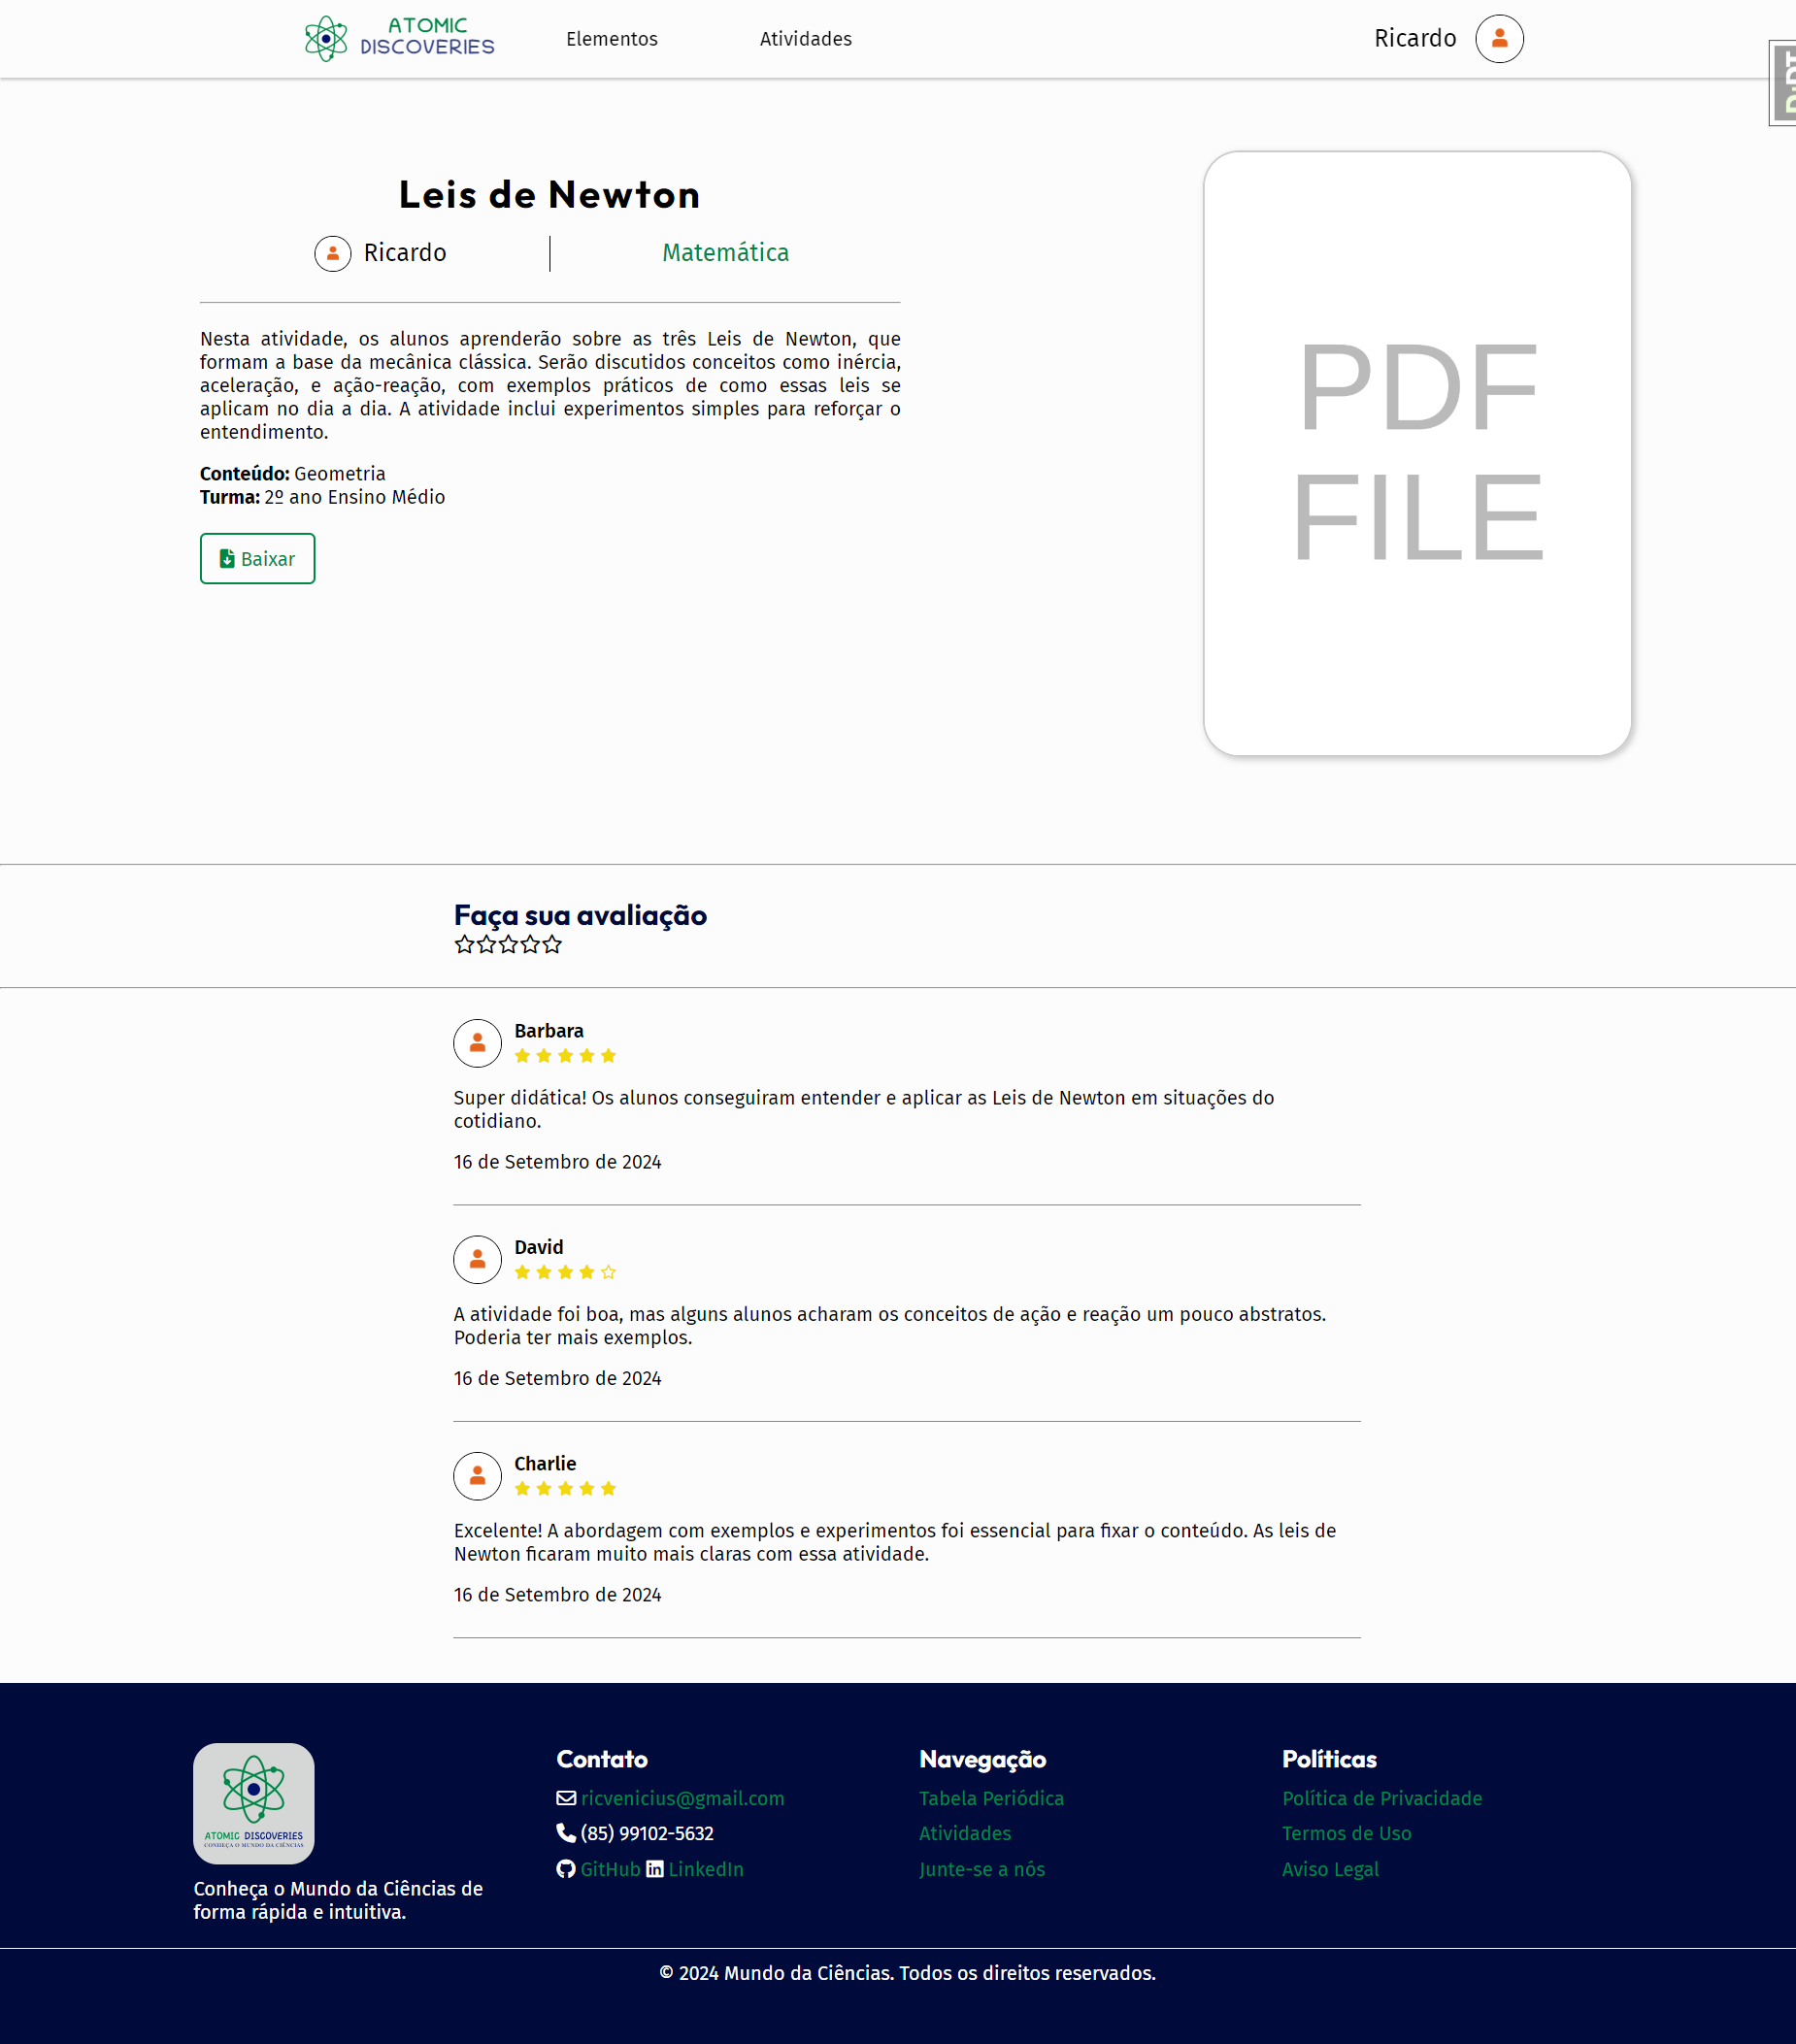 ATOMIC
DISCOVERIES
Elementos
Atividades
Ricardo
DjDT
Leis de Newton
Ricardo
Matemática
Nesta atividade, os alunos aprenderão sobre as três Leis de Newton, que
formam a base da mecânica clássica. Serão discutidos conceitos como inércia,
aceleração, e ação-reação, com exemplos práticos de como essas leis se
aplicam no dia a dia. A atividade inclui experimentos simples para reforçar o
entendimento.
Conteúdo: Geometria
Turma: 2º ano Ensino Médio
Baixar
PDF
FILE
Faça sua avaliação
Barbara
Super didática! Os alunos conseguiram entender e aplicar as Leis de Newton em situações do
cotidiano.
16 de Setembro de 2024
David
A atividade foi boa, mas alguns alunos acharam os conceitos de ação e reação um pouco abstratos.
Poderia ter mais exemplos.
16 de Setembro de 2024
Charlie
Excelente! A abordagem com exemplos e experimentos foi essencial para fixar o conteúdo. As leis de
Newton ficaram muito mais claras com essa atividade.
16 de Setembro de 2024
ATOMIC DISCOVERIES
CONHEÇA O MUNDO DA CIÊNCIAS
Conheça o Mundo da Ciências de
forma rápida e intuitiva.
Contato
ricvenicius@gmail.com
(85) 99102-5632
GitHub LinkedIn
Navegação
Tabela Periódica
Atividades
Junte-se a nós
Políticas
Política de Privacidade
Termos de Uso
Aviso Legal
© 2024 Mundo da Ciências. Todos os direitos reservados.